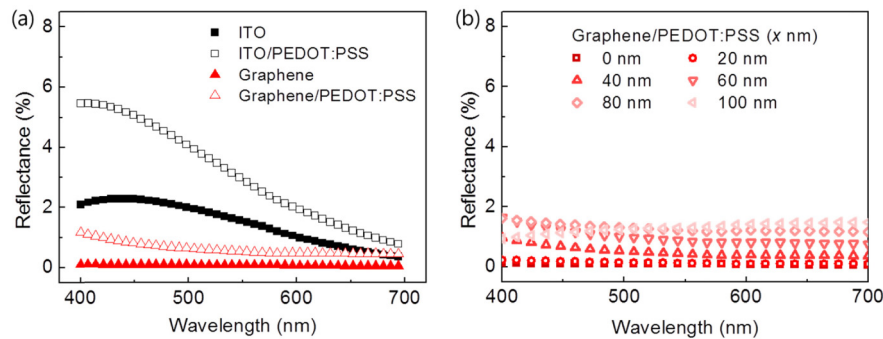 (a)
8
6
4
2
0
Reflectance (%)
ITO
ITO/PEDOT:PSS
Graphene
Graphene/PEDOT:PSS
400 500 600 700
Wavelength (nm)
(b)
8
6
4
2
0
Reflectance (%)
Graphene/PEDOT:PSS (x nm)
0 nm 20 nm
40 nm 60 nm
80 nm 100 nm
400 500 600 700
Wavelength (nm)